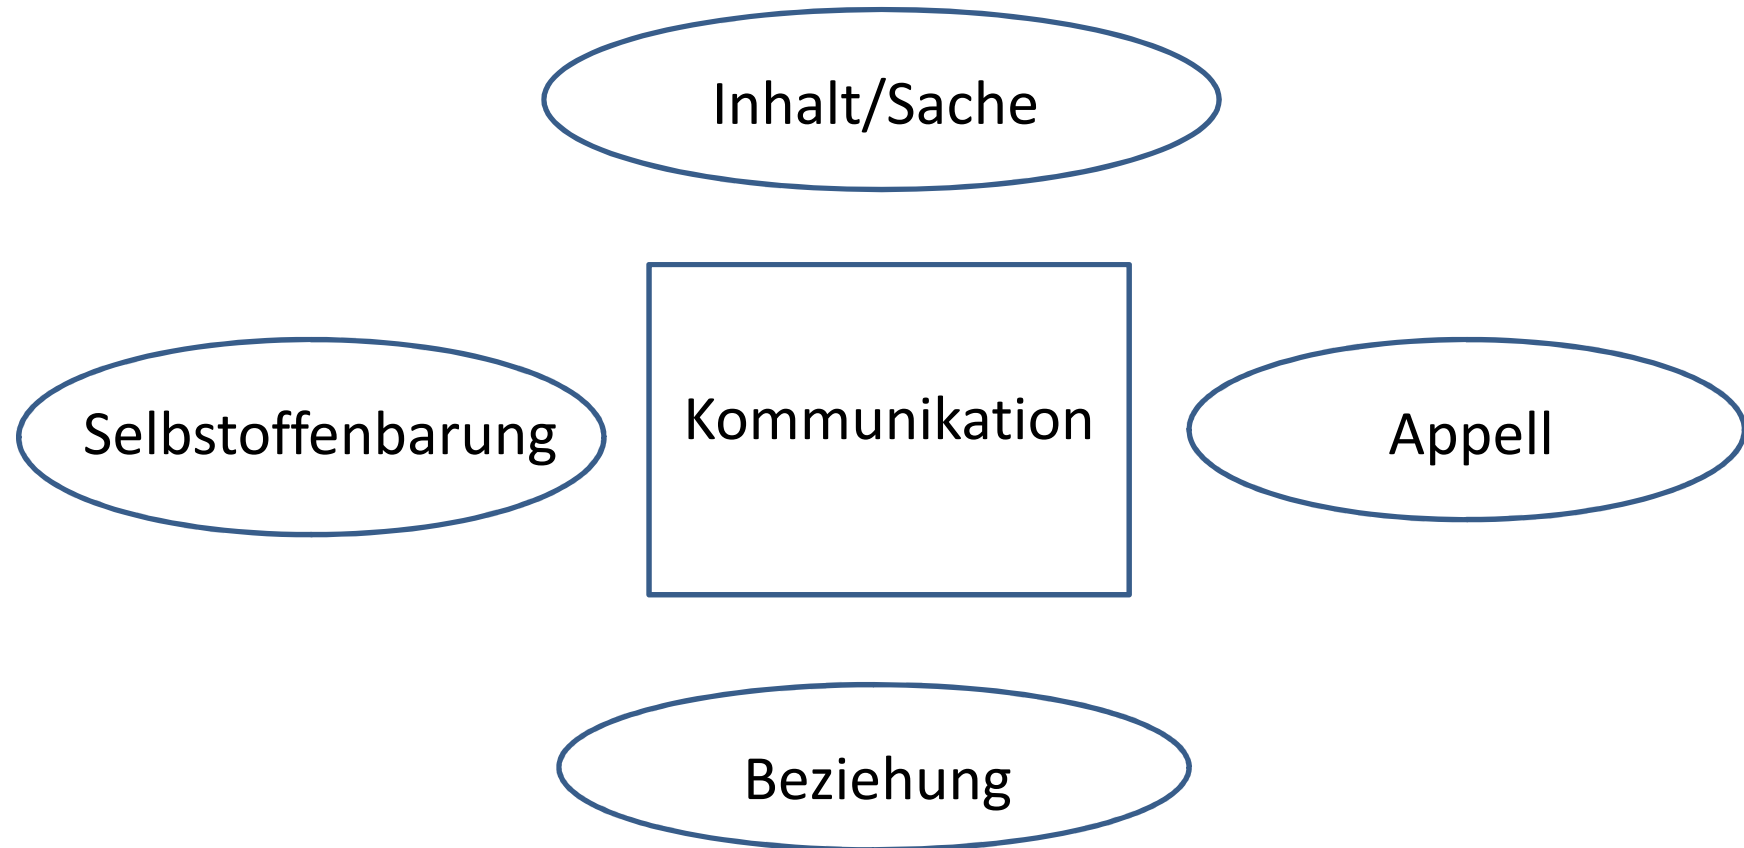 Inhalt/Sache
Selbstoffenbarung
Kommunikation
Appell
Beziehung